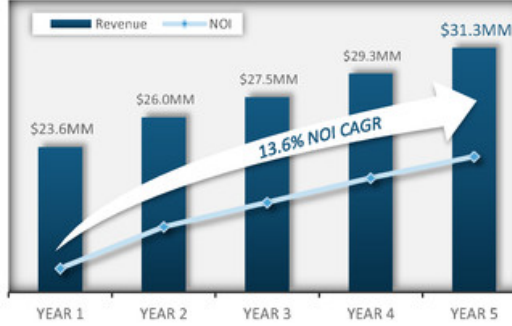 Revenue NOI
$31.3MM
$29.3MM
$27.5MM
$26.0MM
$23.6MM
13.6% NOI CAGR
YEAR 1 YEAR 2 YEAR 3 YEAR 4 YEAR 5